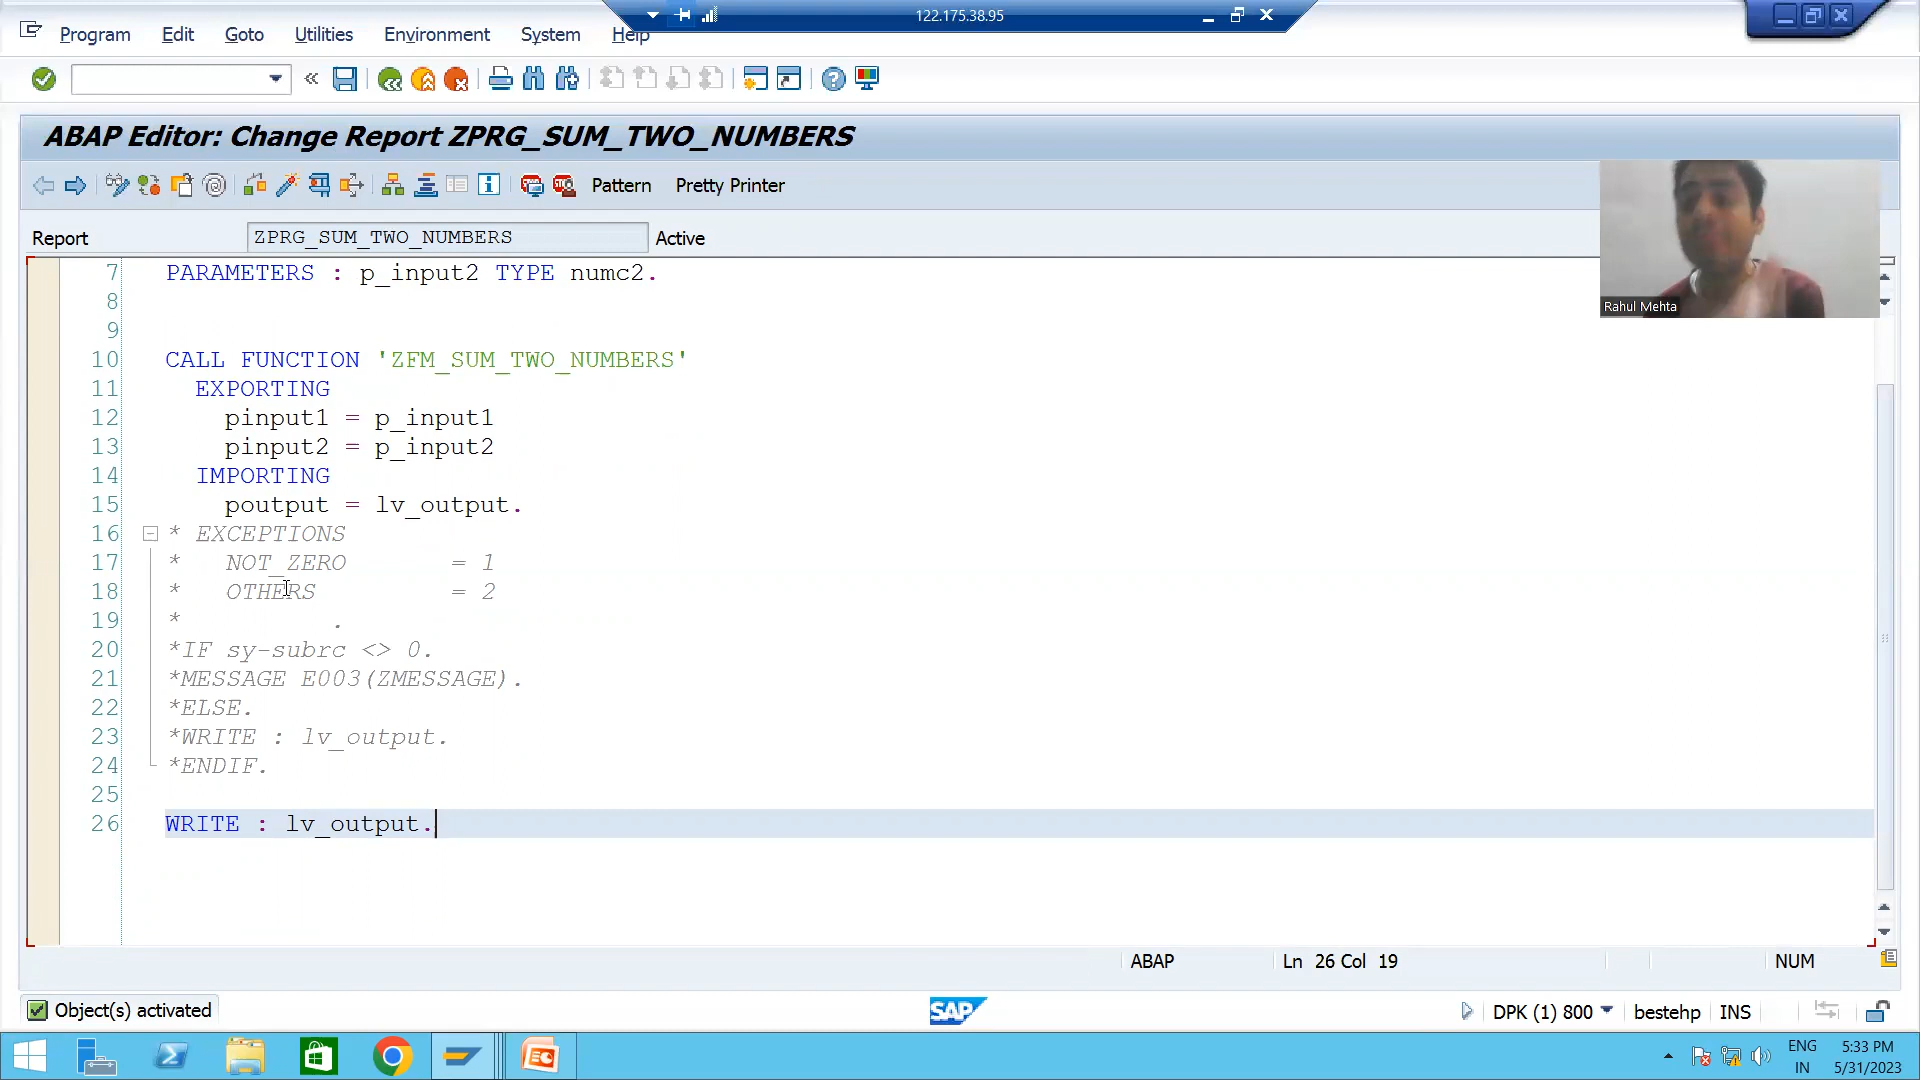 122.175.38.95
Program Edit Goto Utilities Environment System Help
ABAP Editor: Change Report ZPRG_SUM_TWO_NUMBERS
Pattern Pretty Printer
Report ZPRG_SUM_TWO_NUMBERS Active
Rahul Mehta
7 PARAMETERS : p_input2 TYPE numc2.
8
9
10 CALL FUNCTION 'ZFM_SUM_TWO_NUMBERS'
11 EXPORTING
12 pinput1 = p_input1
13 pinput2 = p_input2
14 IMPORTING
15 poutput = lv_output.
16 * EXCEPTIONS
17 * NOT_ZERO = 1
18 * OTHERS = 2
19 * .
20 *IF sy-subrc <> 0.
21 *MESSAGE E003(ZMESSAGE).
22 *ELSE.
23 *WRITE : lv_output.
24 *ENDIF.
25
26 WRITE : lv_output.
ABAP Ln 26 Col 19 NUM
Object(s) activated SAP DPK (1) 800 bestehp INS
ENG 5:33 PM
IN 5/31/2023